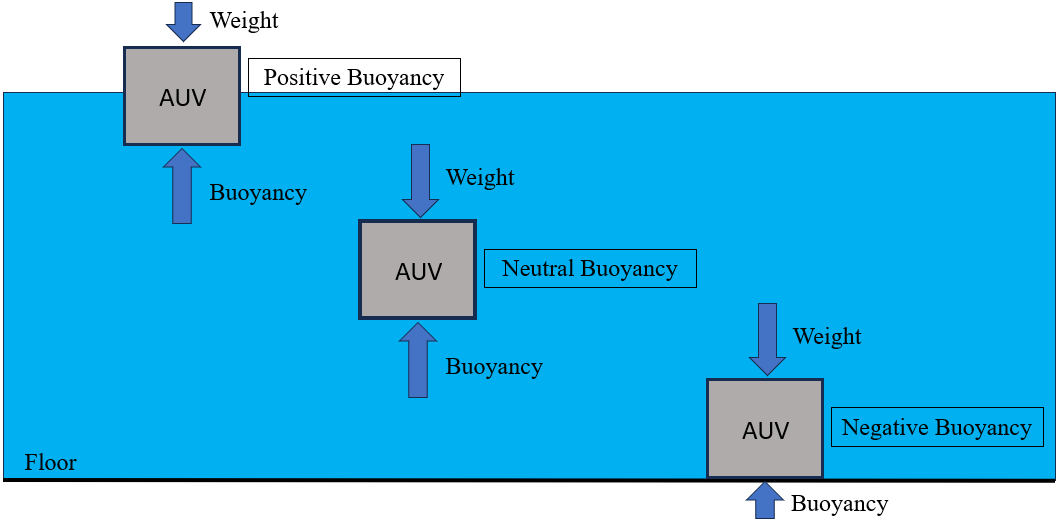 Weight
AUV
Positive Buoyancy
Buoyancy
Weight
AUV
Neutral Buoyancy
Buoyancy
Weight
AUV
Negative Buoyancy
Floor
Buoyancy